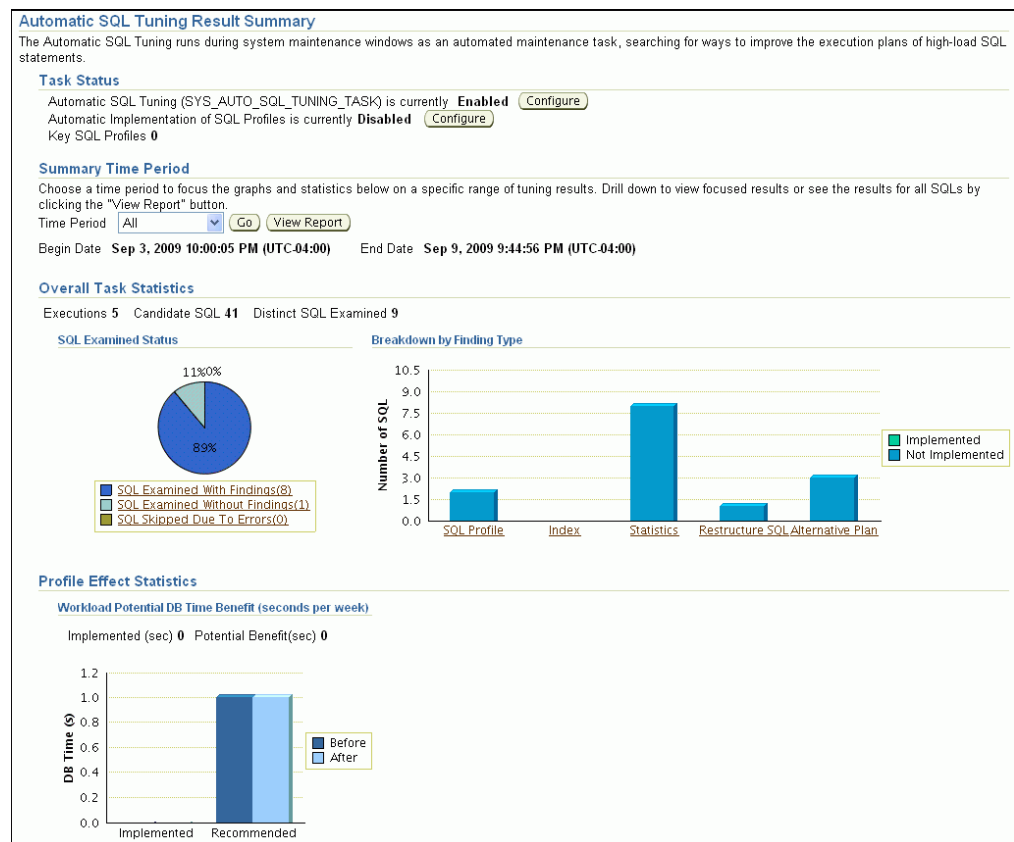 Automatic SQL Tuning Result Summary
The Automatic SQL Tuning runs during system maintenance windows as an automated maintenance task, searching for ways to improve the execution plans of high-load SQL
statements.
Task Status
Automatic SQL Tuning (SYS_AUTO_SQL_TUNING_TASK) is currently Enabled Configure
Automatic Implementation of SQL Profiles is currently Disabled Configure
Key SQL Profiles 0
Summary Time Period
Choose a time period to focus the graphs and statistics below on a specific range of tuning results. Drill down to view focused results or see the results for all SQLs by
clicking the "View Report" button.
Time Period All Go View Report
Begin Date Sep 3, 2009 10:00:05 PM (UTC-04:00) End Date Sep 9, 2009 9:44:56 PM (UTC-04:00)
Overall Task Statistics
Executions 5 Candidate SQL 41 Distinct SQL Examined 9
SQL Examined Status
11%0%
89%
SQL Examined With Findings(8)
SQL Examined Without Findings(1)
SQL Skipped Due To Errors(0)
Breakdown by Finding Type
Number of SQL
10.5
9.0
7.5
6.0
4.5
3.0
1.5
0.0
SQL Profile Index Statistics Restructure SQL Alternative Plan
Implemented
Not Implemented
Profile Effect Statistics
Workload Potential DB Time Benefit (seconds per week)
Implemented (sec) 0 Potential Benefit(sec) 0
DB Time (s)
1.2
1.0
0.8
0.6
0.4
0.2
0.0
Implemented Recommended
Before
After